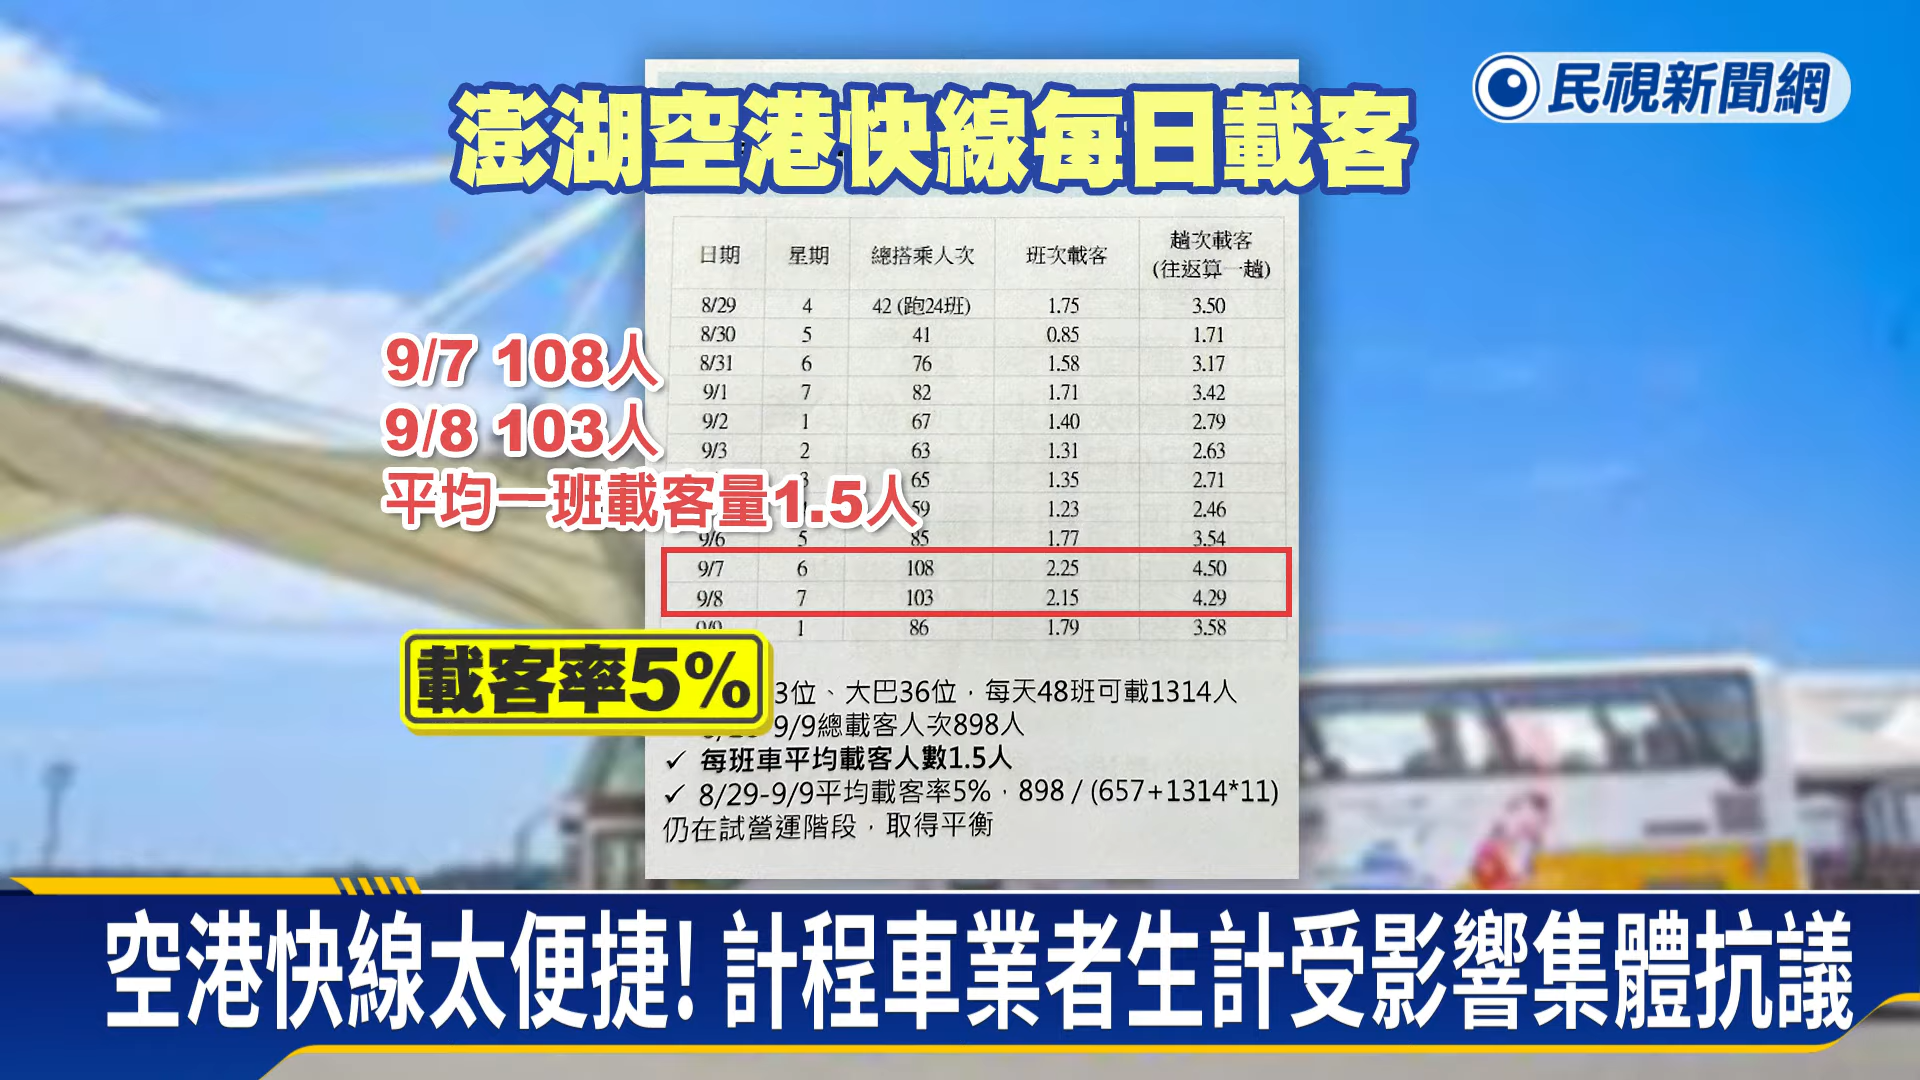 民視新聞網
澎湖空港快線每日載客
日期 星期 總搭乘人次 班次載客 趟次載客 (往返算一趟)
8/29 4 42 (跑24班) 1.75 3.50
8/30 5 41 0.85 1.71
8/31 6 76 1.58 3.17
9/1 7 82 1.71 3.42
9/2 1 67 1.40 2.79
9/3 2 63 1.31 2.63
3 65 1.35 2.71
59 1.23 2.46
9/6 5 85 1.77 3.54
9/7 6 108 2.25 4.50
9/8 7 103 2.15 4.29
9/9 1 86 1.79 3.58
9/7 108人
9/8 103人
平均一班載客量1.5人
載客率5%
3位、大巴36位，每天48班可載1314人
9/9總載客人次898人
✓ 每班車平均載客人數1.5人
✓ 8/29-9/9平均載客率5%，898 / (657+1314*11)
仍在試營運階段，取得平衡
空港快線太便捷! 計程車業者生計受影響集體抗議